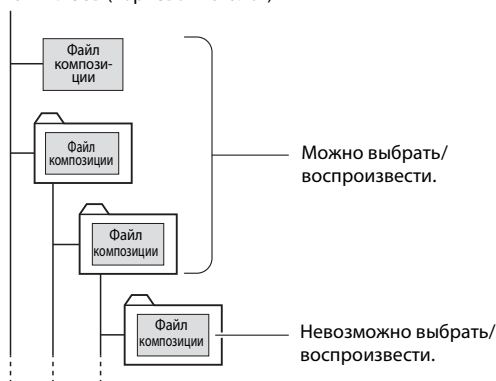 Файл
компози-
ции
Файл
композиции
Можно выбрать/
воспроизвести.
Файл
композиции
Файл
композиции
Невозможно выбрать/
воспроизвести.